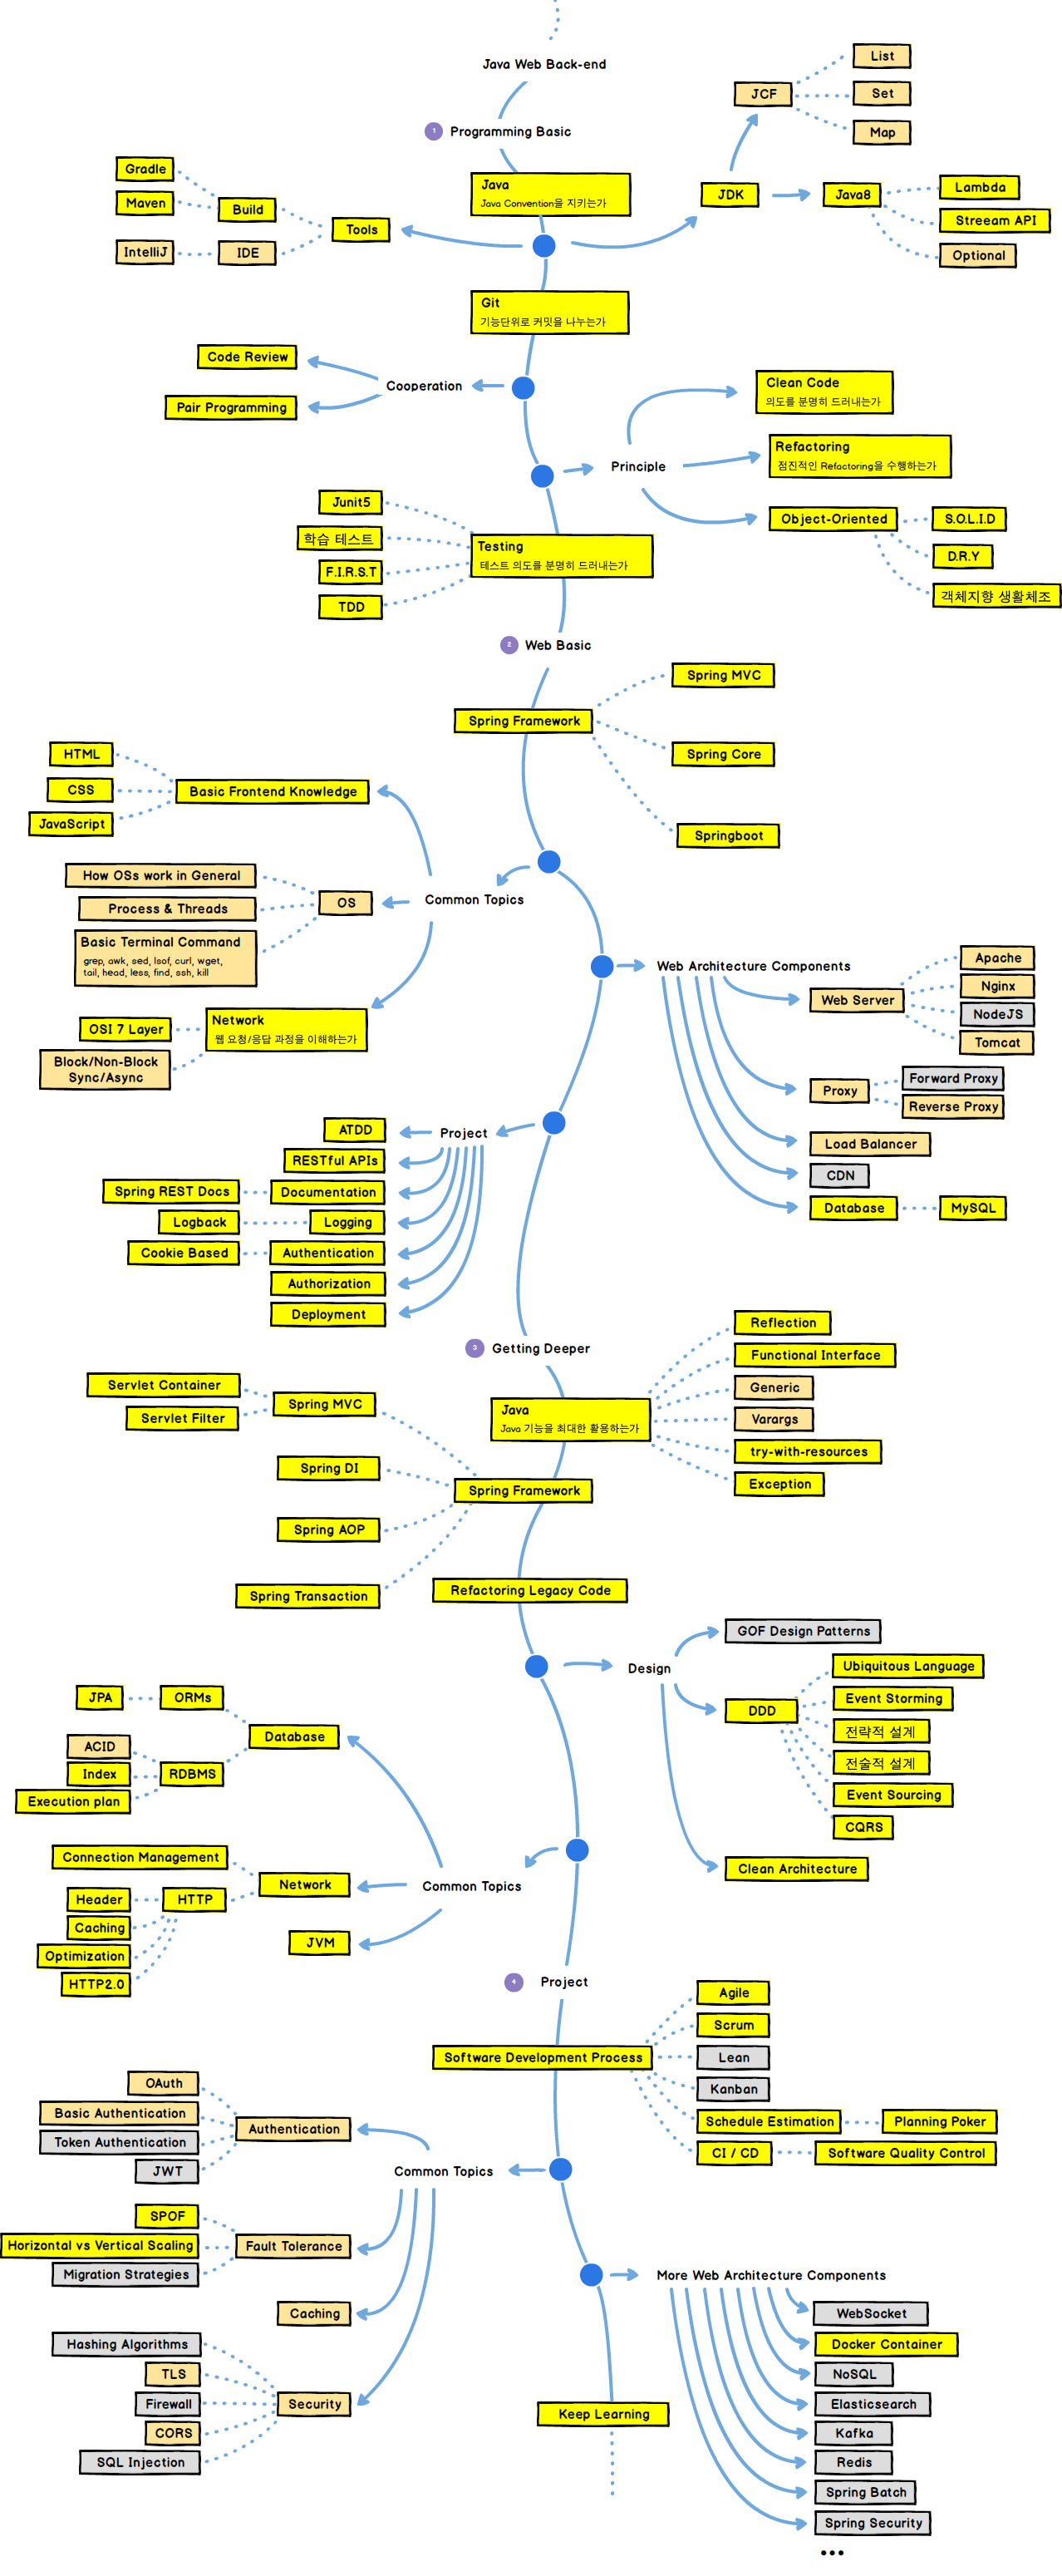 Java Web Back-end
1
Programming Basic
Java
Java Convention을 지키는가
JDK
JCF
List
Set
Map
Java8
Lambda
Streeam API
Optional
Tools
Build
Gradle
Maven
IDE
IntelliJ
Git
기능단위로 커밋을 나누는가
Cooperation
Code Review
Pair Programming
Principle
Clean Code
의도를 분명히 드러내는가
Refactoring
점진적인 Refactoring을 수행하는가
Object-Oriented
S.O.L.I.D
D.R.Y
객체지향 생활체조
Testing
테스트 의도를 분명히 드러내는가
Junit5
학습 테스트
F.I.R.S.T
TDD
2
Web Basic
Spring Framework
Spring MVC
Spring Core
Springboot
Common Topics
Basic Frontend Knowledge
HTML
CSS
JavaScript
OS
How OSs work in General
Process & Threads
Basic Terminal Command
grep, awk, sed, lsof, curl, wget,
tail, head, less, find, ssh, kill
Network
웹 요청/응답 과정을 이해하는가
OSI 7 Layer
Block/Non-Block
Sync/Async
Web Architecture Components
Web Server
Apache
Nginx
NodeJS
Tomcat
Proxy
Forward Proxy
Reverse Proxy
Load Balancer
CDN
Database
MySQL
Project
ATDD
RESTful APIs
Documentation
Spring REST Docs
Logging
Logback
Authentication
Cookie Based
Authorization
Deployment
3
Getting Deeper
Java
Java 기능을 최대한 활용하는가
Reflection
Functional Interface
Generic
Varargs
try-with-resources
Exception
Spring Framework
Spring MVC
Servlet Container
Servlet Filter
Spring DI
Spring AOP
Spring Transaction
Refactoring Legacy Code
Design
GOF Design Patterns
DDD
Ubiquitous Language
Event Storming
전략적 설계
전술적 설계
Event Sourcing
CQRS
Clean Architecture
Common Topics
Database
ORMs
JPA
RDBMS
ACID
Index
Execution plan
Network
Connection Management
HTTP
Header
Caching
Optimization
HTTP2.0
JVM
4
Project
Software Development Process
Agile
Scrum
Lean
Kanban
Schedule Estimation
Planning Poker
CI / CD
Software Quality Control
Common Topics
Authentication
OAuth
Basic Authentication
Token Authentication
JWT
Fault Tolerance
SPOF
Horizontal vs Vertical Scaling
Migration Strategies
Caching
Security
Hashing Algorithms
TLS
Firewall
CORS
SQL Injection
More Web Architecture Components
WebSocket
Docker Container
NoSQL
Elasticsearch
Kafka
Redis
Spring Batch
Spring Security
...
Keep Learning